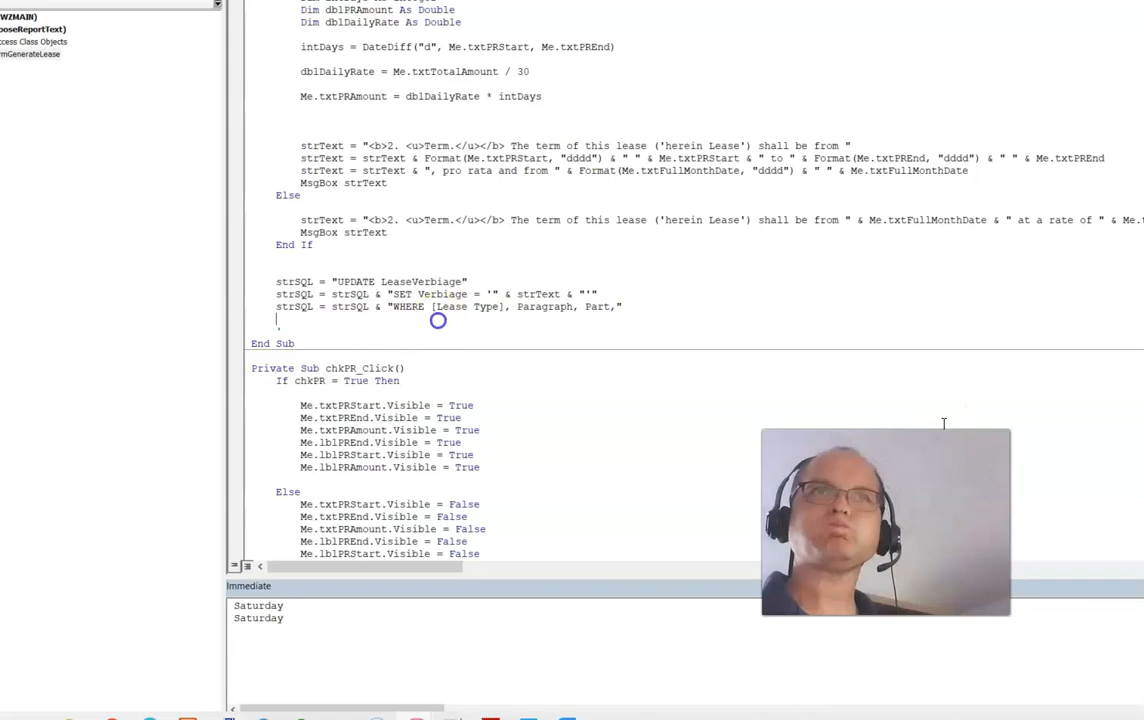 WZMAIN)
ooseReportText)
ccess Class Objects
rmGenerateLease
Dim dblPRAmount As Double
Dim dblDailyRate As Double
intDays = DateDiff("d", Me.txtPRStart, Me.txtPREnd)
dblDailyRate = Me.txtTotalAmount / 30
Me.txtPRAmount = dblDailyRate * intDays
strText = "<b>2. <u>Term.</u></b> The term of this lease ('herein Lease') shall be from "
strText = strText & Format(Me.txtPRStart, "dddd") & " " & Me.txtPRStart & " to " & Format(Me.txtPREnd, "dddd") & " " & Me.txtPREnd
strText = strText & ", pro rata and from " & Format(Me.txtFullMonthDate, "dddd") & " " & Me.txtFullMonthDate
MsgBox strText
Else
strText = "<b>2. <u>Term.</u></b> The term of this lease ('herein Lease') shall be from " & Me.txtFullMonthDate & " at a rate of " & Me.t
MsgBox strText
End If
strSQL = "UPDATE LeaseVerbiage"
strSQL = strSQL & "SET Verbiage = '" & strText & "'"
strSQL = strSQL & "WHERE [Lease Type], Paragraph, Part,"
'
End Sub
Private Sub chkPR_Click()
If chkPR = True Then
Me.txtPRStart.Visible = True
Me.txtPREnd.Visible = True
Me.txtPRAmount.Visible = True
Me.lblPREnd.Visible = True
Me.lblPRStart.Visible = True
Me.lblPRAmount.Visible = True
Else
Me.txtPRStart.Visible = False
Me.txtPREnd.Visible = False
Me.txtPRAmount.Visible = False
Me.lblPREnd.Visible = False
Me.lblPRStart.Visible = False
Immediate
Saturday
Saturday